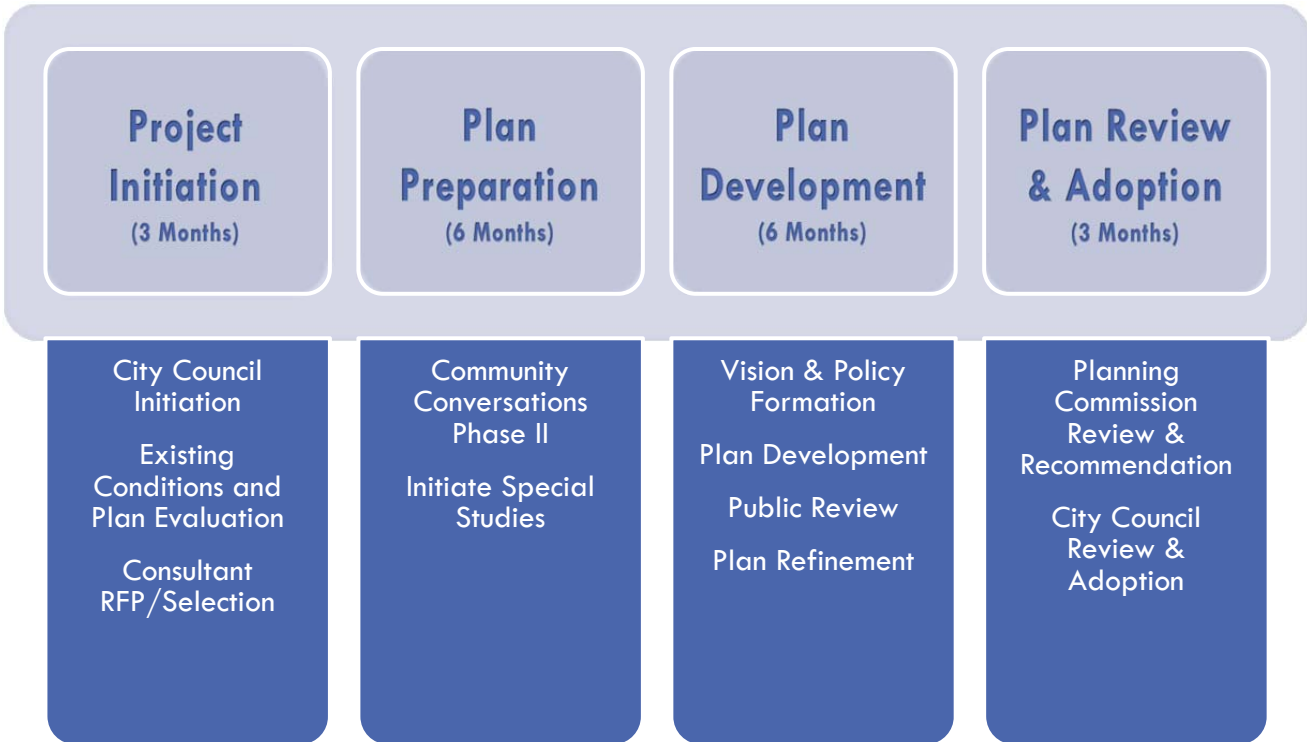 Project
Initiation
(3 Months)
City Council
Initiation
Existing
Conditions and
Plan Evaluation
Consultant
RFP/Selection
Plan
Preparation
(6 Months)
Community
Conversations
Phase II
Initiate Special
Studies
Plan
Development
(6 Months)
Vision & Policy
Formation
Plan Development
Public Review
Plan Refinement
Plan Review
& Adoption
(3 Months)
Planning
Commission
Review &
Recommendation
City Council
Review &
Adoption